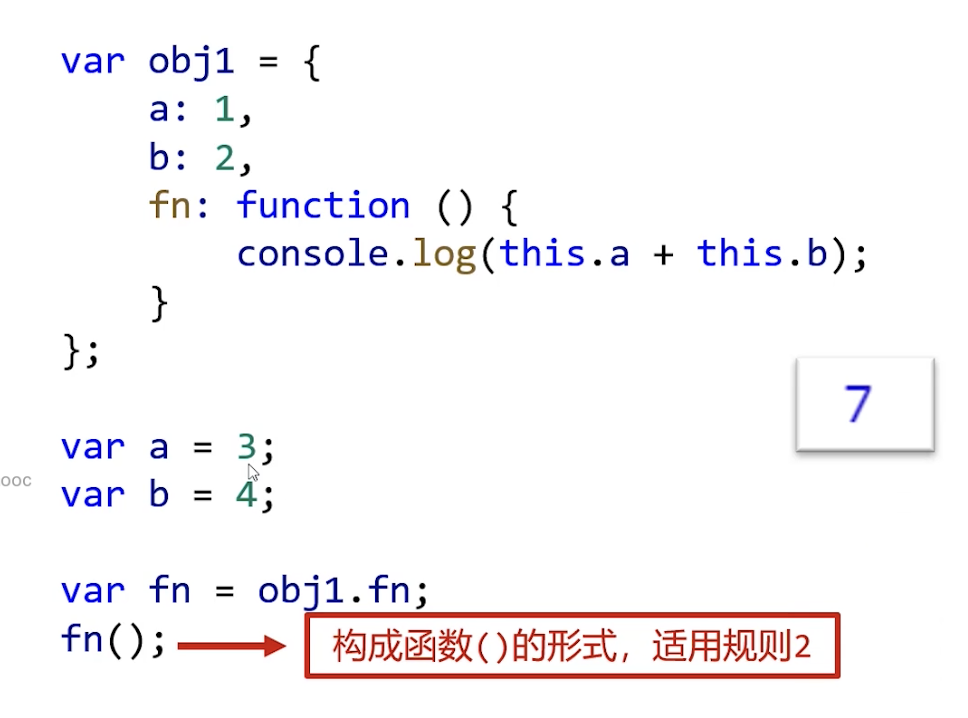 var obj1 = {
    a: 1,
    b: 2,
    fn: function () {
        console.log(this.a + this.b);
    }
};
7
var a = 3;
ooc
var b = 4;
var fn = obj1.fn;
fn();
构成函数()的形式，适用规则2